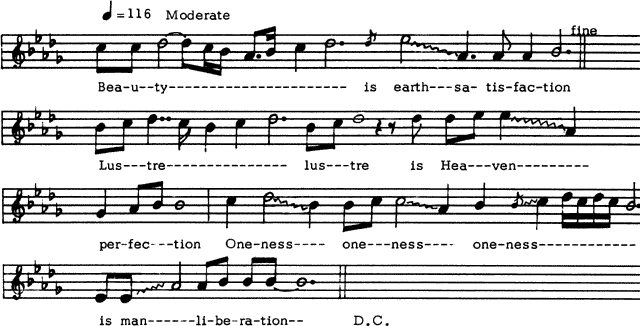 ♩=116 Moderate
fine
Bea-u--ty----------------------- is earth---sa-tis-fac-tion
Lus---tre---------------- lus---tre is Hea---ven----------
per-fec---tion One-ness---- one---ness----- one-ness-------------
is man------li-be-ra-tion-- D.C.